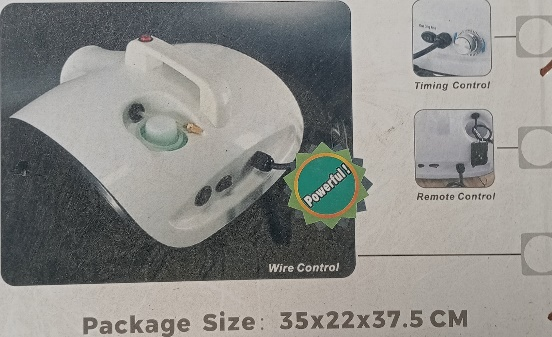 Timing Control
Powerful!
Remote Control
Wire Control
Package Size: 35x22x37.5 CM